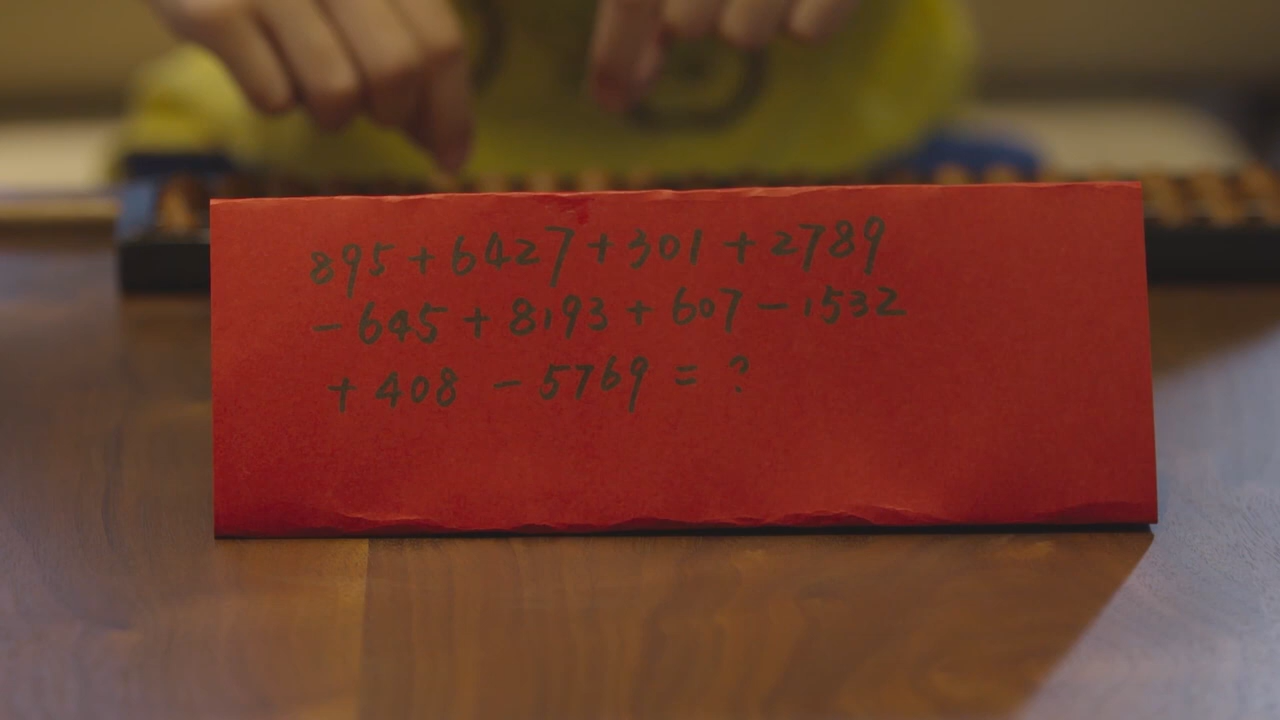 895 + 6427 + 301 + 2789
- 645 + 8193 + 607 - 1532
+ 408 - 5769 = ?